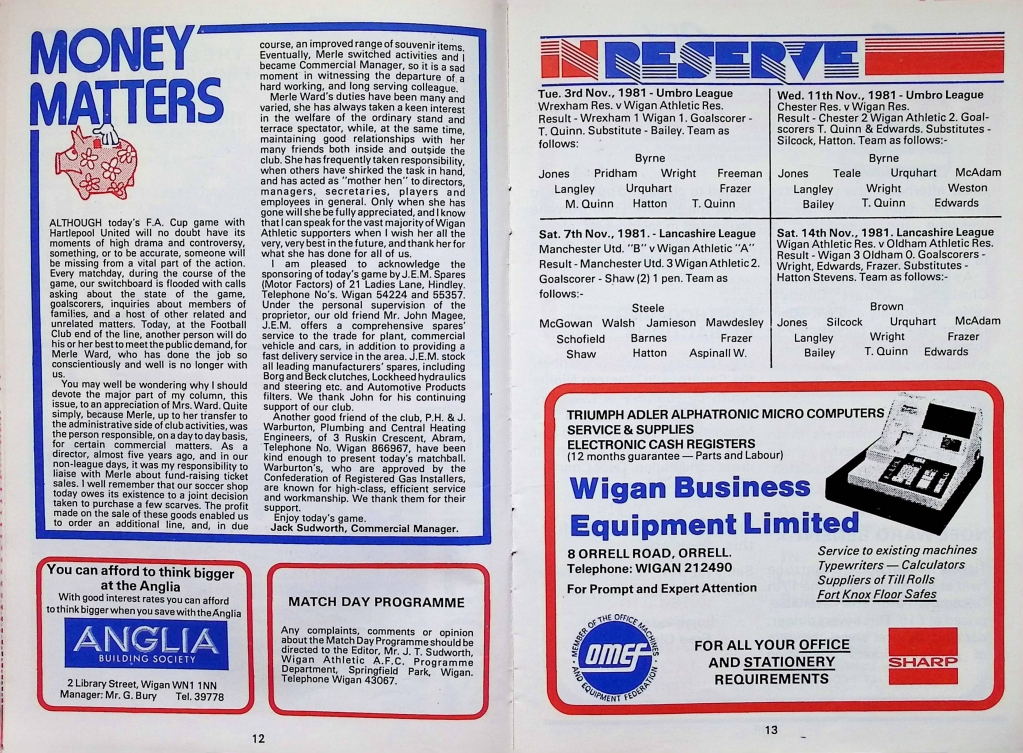 MONEY
MATTERS
ALTHOUGH today's F.A. Cup game with
Hartlepool United will no doubt have its
moments of high drama and controversy,
something, or to be accurate, someone will
be missing from a vital part of the action.
Every matchday, during the course of the
game, our switchboard is flooded with calls
asking about the state of the game,
goalscorers, inquiries about members of
families, and a host of other related and
unrelated matters. Today, at the Football
Club end of the line, another person will do
his or her best to meet the public demand, for
Merle Ward, who has done the job so
conscientiously and well is no longer with
us.
You may well be wondering why I should
devote the major part of my column, this
issue, to an appreciation of Mrs. Ward. Quite
simply, because Merle, up to her transfer to
the administrative side of club activities, was
the person responsible, on a day to day basis,
for certain commercial matters. As a
director, almost five years ago, and in our
non-league days, it was my responsibility to
liaise with Merle about fund-raising ticket
sales. I well remember that our soccer shop
today owes its existence to a joint decision
taken to purchase a few scarves. The profit
made on the sale of these goods enabled us
to order an additional line, and, in due
course, an improved range of souvenir items.
Eventually, Merle switched activities and I
became Commercial Manager, so it is a sad
moment in witnessing the departure of a
hard working, and long serving colleague.
Merle Ward's duties have been many and
varied, she has always taken a keen interest
in the welfare of the ordinary stand and
terrace spectator, while, at the same time,
maintaining good relationships with her
many friends both inside and outside the
club. She has frequently taken responsibility,
when others have shirked the task in hand,
and has acted as "mother hen" to directors,
managers, secretaries, players and
employees in general. Only when she has
gone will she be fully appreciated, and I know
that I can speak for the vast majority of Wigan
Athletic supporters when I wish her all the
very, very best in the future, and thank her for
what she has done for all of us.
I am pleased to acknowledge the
sponsoring of today's game by J.E.M. Spares
(Motor Factors) of 21 Ladies Lane, Hindley.
Telephone No's. Wigan 54224 and 55357.
Under the personal supervision of the
proprietor, our old friend Mr. John Magee,
J.E.M. offers a comprehensive spares'
service to the trade for plant, commercial
vehicle and cars, in addition to providing a
fast delivery service in the area. J.E.M. stock
all leading manufacturers' spares, including
Borg and Beck clutches, Lockheed hydraulics
and steering etc. and Automotive Products
filters. We thank John for his continuing
support of our club.
Another good friend of the club, P.H. & J.
Warburton, Plumbing and Central Heating
Engineers, of 3 Ruskin Crescent, Abram,
Telephone No. Wigan 866967, have been
kind enough to present today's matchball.
Warburton's, who are approved by the
Confederation of Registered Gas Installers,
are known for high-class, efficient service
and workmanship. We thank them for their
support.
Enjoy today's game.
Jack Sudworth, Commercial Manager.
You can afford to think bigger
at the Anglia
With good interest rates you can afford
to think bigger when you save with the Anglia
ANGLIA
BUILDING SOCIETY
2 Library Street, Wigan WN1 1NN
Manager: Mr. G. Bury Tel. 39778
MATCH DAY PROGRAMME
Any complaints, comments or opinion
about the Match Day Programme should be
directed to the Editor, Mr. J. T. Sudworth,
Wigan Athletic A.F.C. Programme
Department, Springfield Park, Wigan.
Telephone Wigan 43067.
12
IN RESERVE
Tue. 3rd Nov., 1981 - Umbro League
Wrexham Res. v Wigan Athletic Res.
Result - Wrexham 1 Wigan 1. Goalscorer -
T. Quinn. Substitute - Bailey. Team as
follows:
Byrne
Jones Pridham Wright Freeman
Langley Urquhart Frazer
M. Quinn Hatton T. Quinn
Wed. 11th Nov., 1981 - Umbro League
Chester Res. v Wigan Res.
Result - Chester 2 Wigan Athletic 2. Goal-
scorers T. Quinn & Edwards. Substitutes -
Silcock, Hatton. Team as follows:-
Byrne
Jones Teale Urquhart McAdam
Langley Wright Weston
Bailey T. Quinn Edwards
Sat. 7th Nov., 1981. - Lancashire League
Manchester Utd. "B" v Wigan Athletic "A"
Result - Manchester Utd. 3 Wigan Athletic 2.
Goalscorer - Shaw (2) 1 pen. Team as
follows:-
Steele
McGowan Walsh Jamieson Mawdesley
Schofield Barnes Frazer
Shaw Hatton Aspinall W.
Sat. 14th Nov., 1981. Lancashire League
Wigan Athletic Res. v Oldham Athletic Res.
Result - Wigan 3 Oldham 0. Goalscorers -
Wright, Edwards, Frazer. Substitutes -
Hatton Stevens. Team as follows:-
Brown
Jones Silcock Urquhart McAdam
Langley Wright Frazer
Bailey T. Quinn Edwards
TRIUMPH ADLER ALPHATRONIC MICRO COMPUTERS
SERVICE & SUPPLIES
ELECTRONIC CASH REGISTERS
(12 months guarantee — Parts and Labour)
Wigan Business
Equipment Limited
8 ORRELL ROAD, ORRELL.
Telephone: WIGAN 212490
For Prompt and Expert Attention
Service to existing machines
Typewriters — Calculators
Suppliers of Till Rolls
Fort Knox Floor Safes
MEMBER OF THE OFFICE MACHINES
omef
AND EQUIPMENT FEDERATION
FOR ALL YOUR OFFICE
AND STATIONERY
REQUIREMENTS
SHARP
13